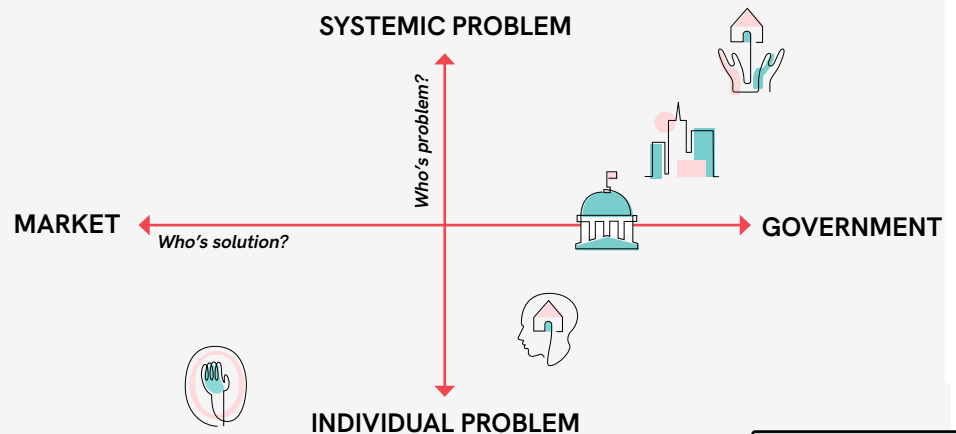 SYSTEMIC PROBLEM
Who's problem?
MARKET
Who's solution?
GOVERNMENT
INDIVIDUAL PROBLEM